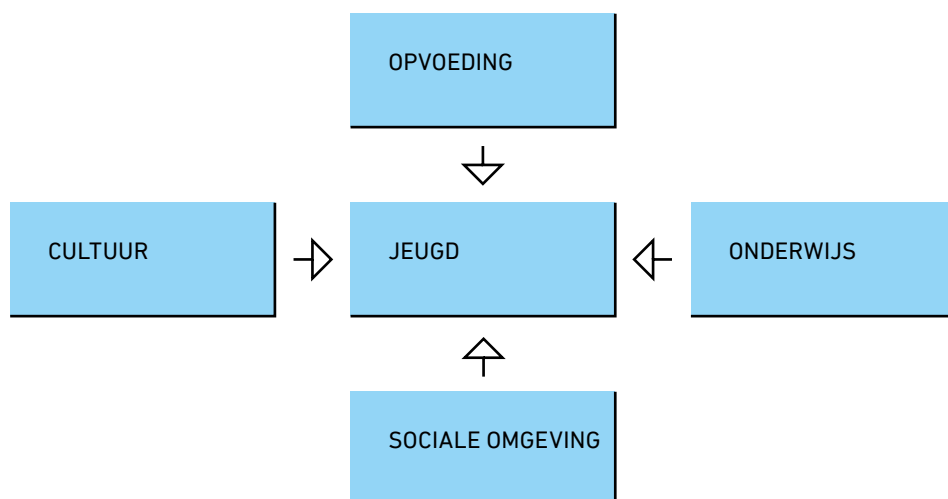 OPVOEDING
CULTUUR
JEUGD
ONDERWIJS
SOCIALE OMGEVING